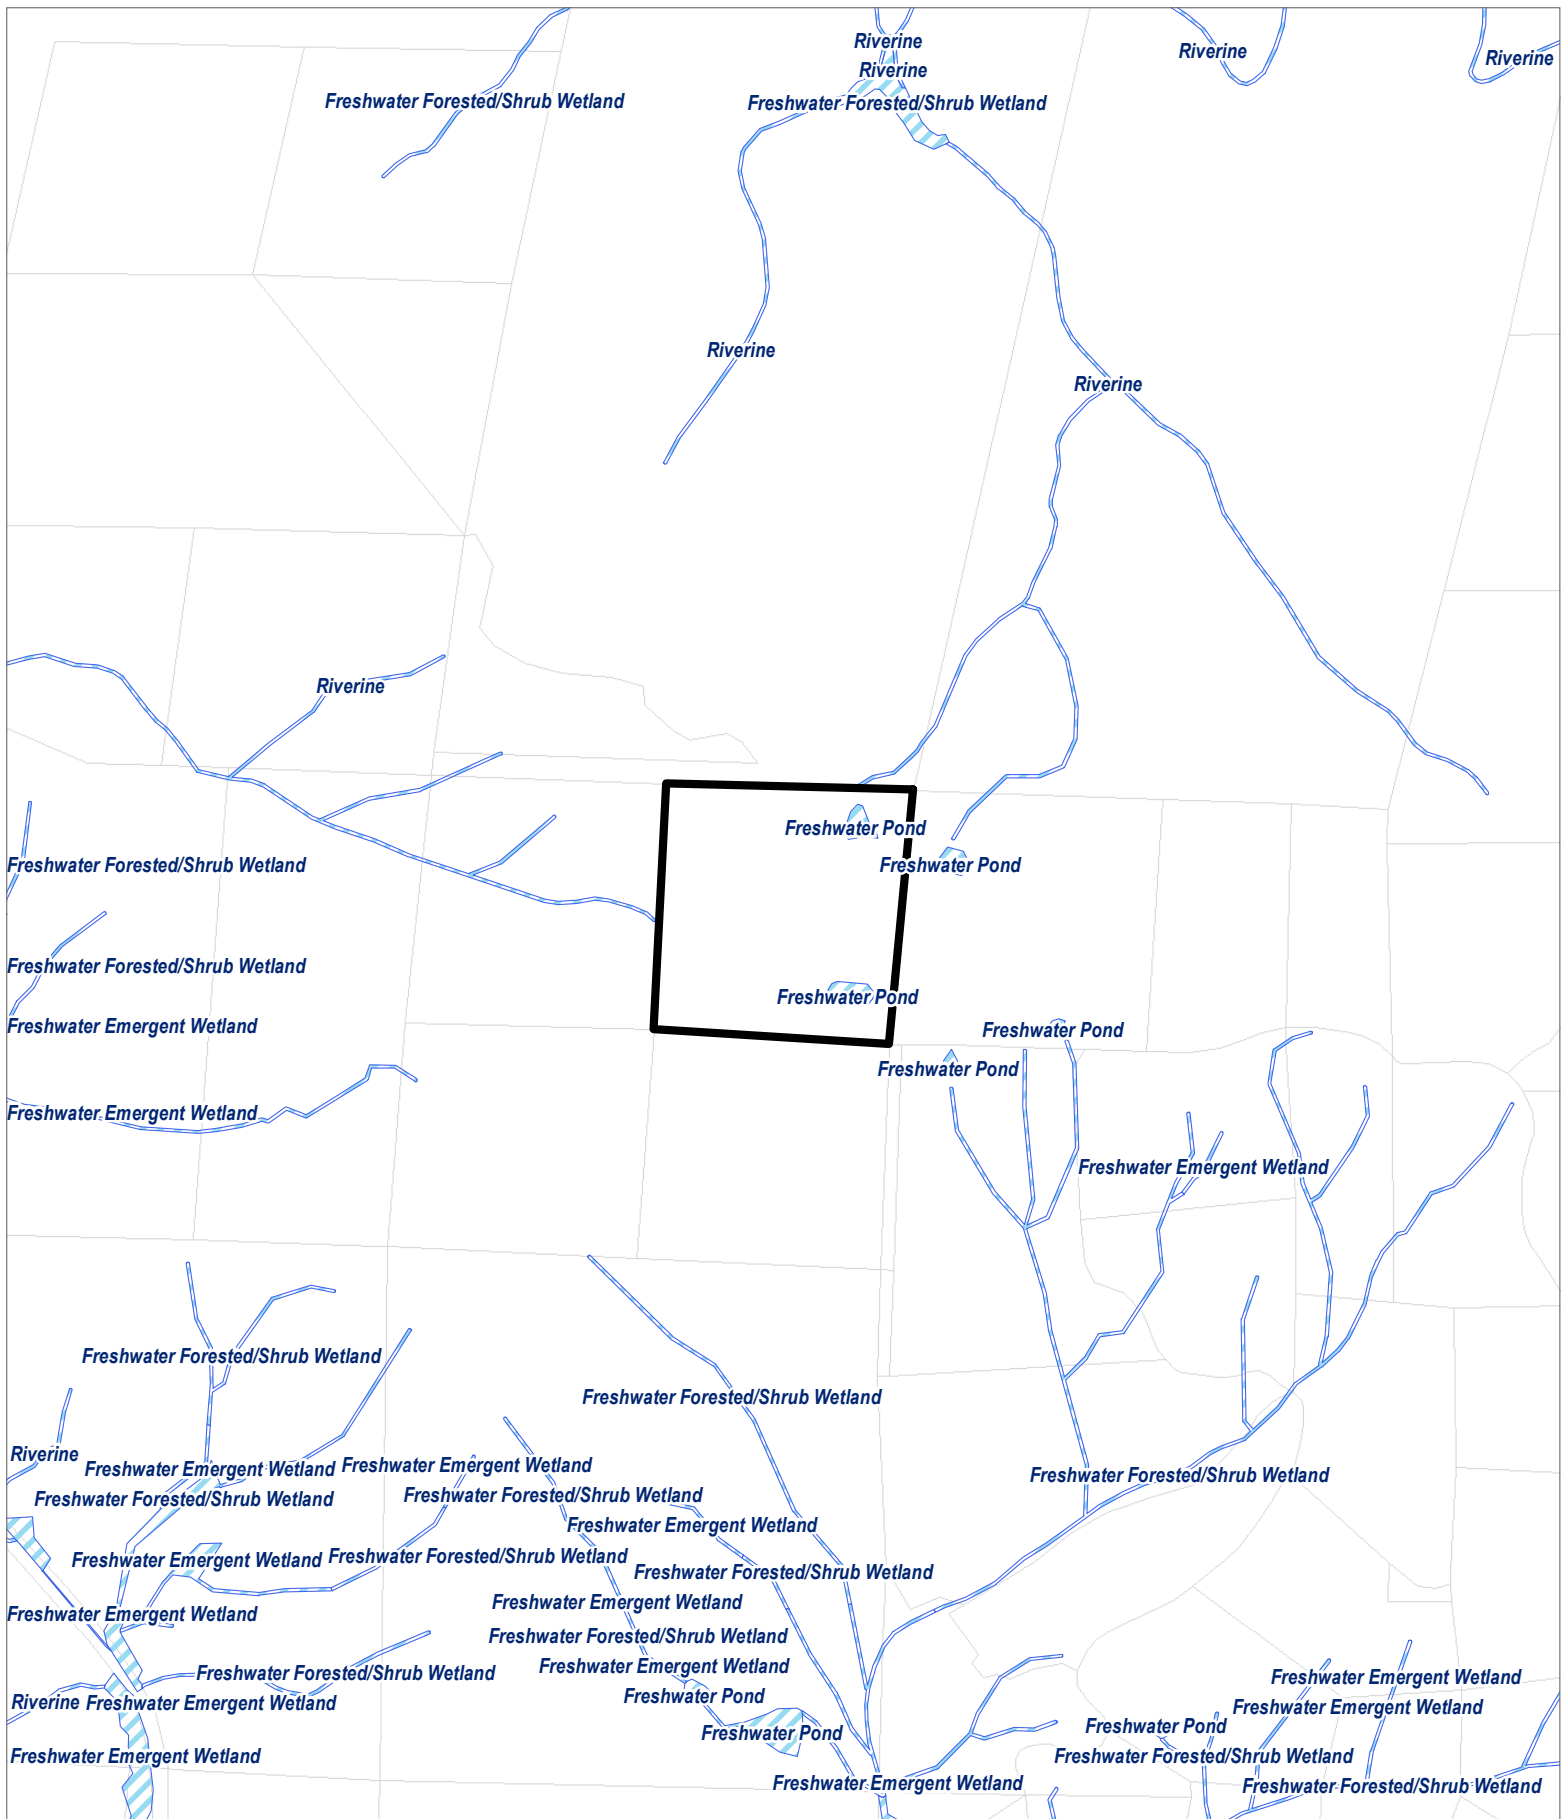 Riverine
Riverine
Riverine
Riverine
Freshwater Forested/Shrub Wetland
Freshwater Forested/Shrub Wetland
Riverine
Riverine
Riverine
Freshwater Pond
Freshwater Forested/Shrub Wetland
Freshwater Pond
Freshwater Forested/Shrub Wetland
Freshwater Pond
Freshwater Emergent Wetland
Freshwater Pond
Freshwater Pond
Freshwater Emergent Wetland
Freshwater Emergent Wetland
Freshwater Forested/Shrub Wetland
Freshwater Forested/Shrub Wetland
Riverine
Freshwater Emergent Wetland
Freshwater Emergent Wetland
Freshwater Forested/Shrub Wetland
Freshwater Forested/Shrub Wetland
Freshwater Forested/Shrub Wetland
Freshwater Emergent Wetland
Freshwater Emergent Wetland
Freshwater Forested/Shrub Wetland
Freshwater Forested/Shrub Wetland
Freshwater Emergent Wetland
Freshwater Emergent Wetland
Freshwater Forested/Shrub Wetland
Freshwater Emergent Wetland
Freshwater Forested/Shrub Wetland
Freshwater Emergent Wetland
Freshwater Pond
Riverine
Freshwater Emergent Wetland
Freshwater Emergent Wetland
Freshwater Pond
Freshwater Pond
Freshwater Emergent Wetland
Freshwater Forested/Shrub Wetland
Freshwater Emergent Wetland
Freshwater Forested/Shrub Wetland